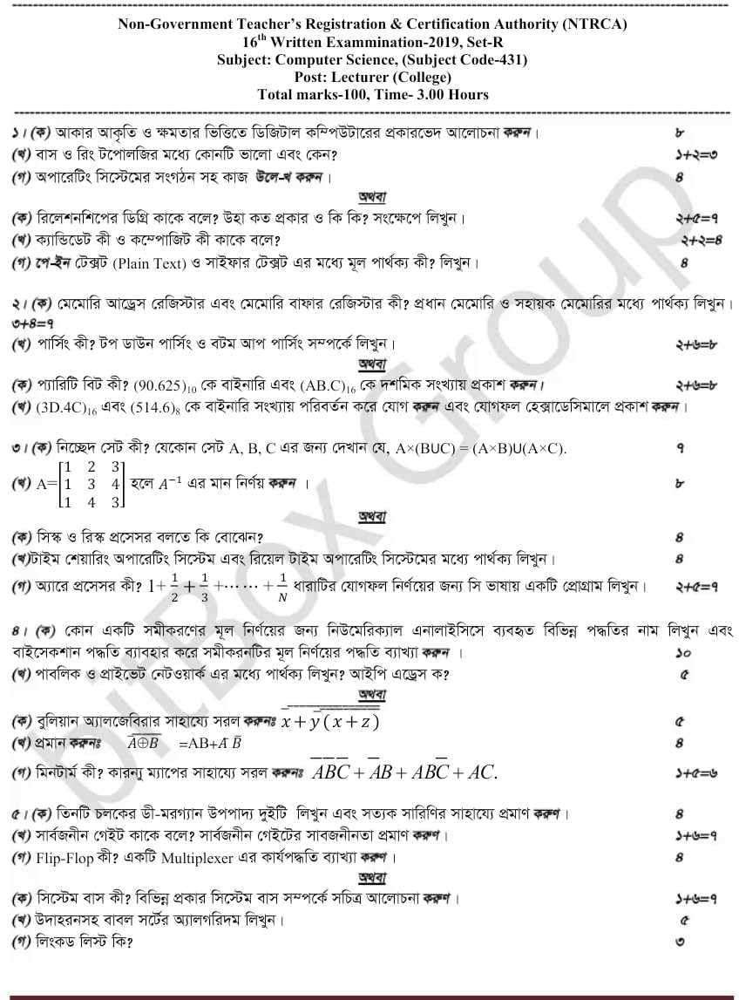 Non-Government Teacher's Registration & Certification Authority (NTRCA)
16th Written Exammination-2019, Set-R
Subject: Computer Science, (Subject Code-431)
Post: Lecturer (College)
Total marks-100, Time- 3.00 Hours
১। (ক) আকার আকৃতি ও ক্ষমতার ভিত্তিতে ডিজিটাল কম্পিউটারের প্রকারভেদ আলোচনা করুন। ৮
(খ) বাস ও রিং টপোলজির মধ্যে কোনটি ভালো এবং কেন? ১+২=৩
(গ) অপারেটিং সিস্টেমের সংগঠন সহ কাজ উলে-খ করুন। ৪
অথবা
(ক) রিলেশনশিপের ডিগ্রি কাকে বলে? উহা কত প্রকার ও কি কি? সংক্ষেপে লিখুন। ২+৫=৭
(খ) ক্যান্ডিডেট কী ও কম্পোজিট কী কাকে বলে? ২+২=৪
(গ) পে-ইন টেক্সট (Plain Text) ও সাইফার টেক্সট এর মধ্যে মূল পার্থক্য কী? লিখুন। ৪
২। (ক) মেমোরি আড্রেস রেজিস্টার এবং মেমোরি বাফার রেজিস্টার কী? প্রধান মেমোরি ও সহায়ক মেমোরির মধ্যে পার্থক্য লিখুন।
৩+৪=৭
(খ) পার্সিং কী? টপ ডাউন পার্সিং ও বটম আপ পার্সিং সম্পর্কে লিখুন। ২+৬=৮
অথবা
(ক) প্যারিটি বিট কী? (90.625)₁₀ কে বাইনারি এবং (AB.C)₁₆ কে দশমিক সংখ্যায় প্রকাশ করুন। ২+৬=৮
(খ) (3D.4C)₁₆ এবং (514.6)₈ কে বাইনারি সংখ্যায় পরিবর্তন করে যোগ করুন এবং যোগফল হেক্সাডেসিমালে প্রকাশ করুন।
৩। (ক) নিচ্ছেদ সেট কী? যেকোন সেট A, B, C এর জন্য দেখান যে, A×(BUC) = (A×B)U(A×C). ৭
(খ) A=[1 2 3; 1 3 4; 1 4 3] হলে A⁻¹ এর মান নির্ণয় করুন । ৮
অথবা
(ক) সিস্ক ও রিস্ক প্রসেসর বলতে কি বোঝেন? ৪
(খ)টাইম শেয়ারিং অপারেটিং সিস্টেম এবং রিয়েল টাইম অপারেটিং সিস্টেমের মধ্যে পার্থক্য লিখুন। ৪
(গ) অ্যারে প্রসেসর কী? 1+ 1/2 + 1/3 +⋯ ⋯ + 1/N ধারাটির যোগফল নির্ণয়ের জন্য সি ভাষায় একটি প্রোগ্রাম লিখুন। ২+৫=৭
৪। (ক) কোন একটি সমীকরণের মূল নির্ণয়ের জন্য নিউমেরিক্যাল এনালাইসিসে ব্যবহৃত বিভিন্ন পদ্ধতির নাম লিখুন এবং
বাইসেকশান পদ্ধতি ব্যাবহার করে সমীকরনটির মূল নির্ণয়ের পদ্ধতি ব্যাখ্যা করুন । ১০
(খ) পাবলিক ও প্রাইভেট নেটওয়ার্ক এর মধ্যে পার্থক্য লিখুন? আইপি এড্রেস ক? ৫
অথবা
(ক) বুলিয়ান অ্যালজেবিরার সাহায্যে সরল করুনঃ x̅ + y̅ ( x + z ) ৫
(খ) প্রমান করুনঃ A̅⊕̅B̅ =AB+A̅ B̅ ৪
(গ) মিনটার্ম কী? কারন্যু ম্যাপের সাহায্যে সরল করুনঃ A̅B̅C̅ + A̅B + ABC̅ + AC. ১+৫=৬
৫। (ক) তিনটি চলকের ডী-মরগ্যান উপপাদ্য দুইটি লিখুন এবং সত্যক সারিণির সাহায্যে প্রমাণ করুণ। ৪
(খ) সার্বজনীন গেইট কাকে বলে? সার্বজনীন গেইটের সাবজনীনতা প্রমাণ করুণ। ১+৬=৭
(গ) Flip-Flop কী? একটি Multiplexer এর কার্যপদ্ধতি ব্যাখ্যা করুণ। ৪
অথবা
(ক) সিস্টেম বাস কী? বিভিন্ন প্রকার সিস্টেম বাস সম্পর্কে সচিত্র আলোচনা করুণ। ১+৬=৭
(খ) উদাহরনসহ বাবল সর্টের অ্যালগরিদম লিখুন। ৫
(গ) লিংকড লিস্ট কি? ৩
bitBox Group